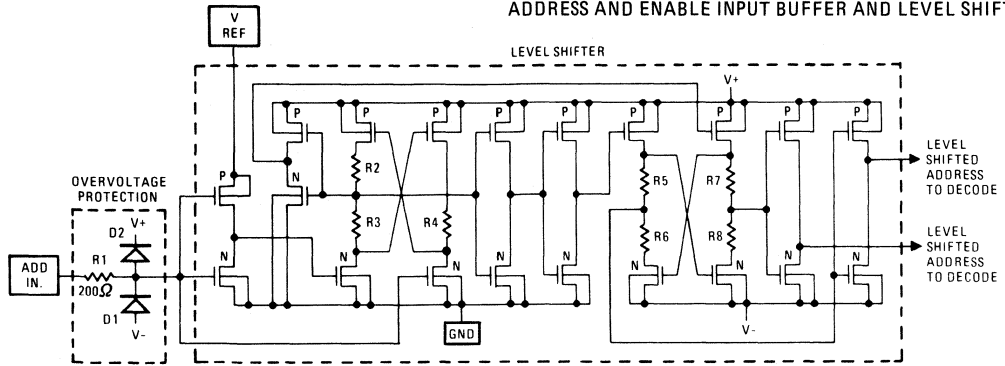 ADDRESS AND ENABLE INPUT BUFFER AND LEVEL SHIF
V
REF
LEVEL SHIFTER
V+
P
P
P
P
P
P
P
P
P
P
R2
R3
R4
R5
R6
R7
R8
N
N
N
N
N
N
N
N
N
N
OVERVOLTAGE
PROTECTION
V+
D2
ADD
IN.
R1
200Ω
D1
V-
GND
V-
LEVEL
SHIFTED
ADDRESS
TO DECODE
LEVEL
SHIFTED
ADDRESS
TO DECODE